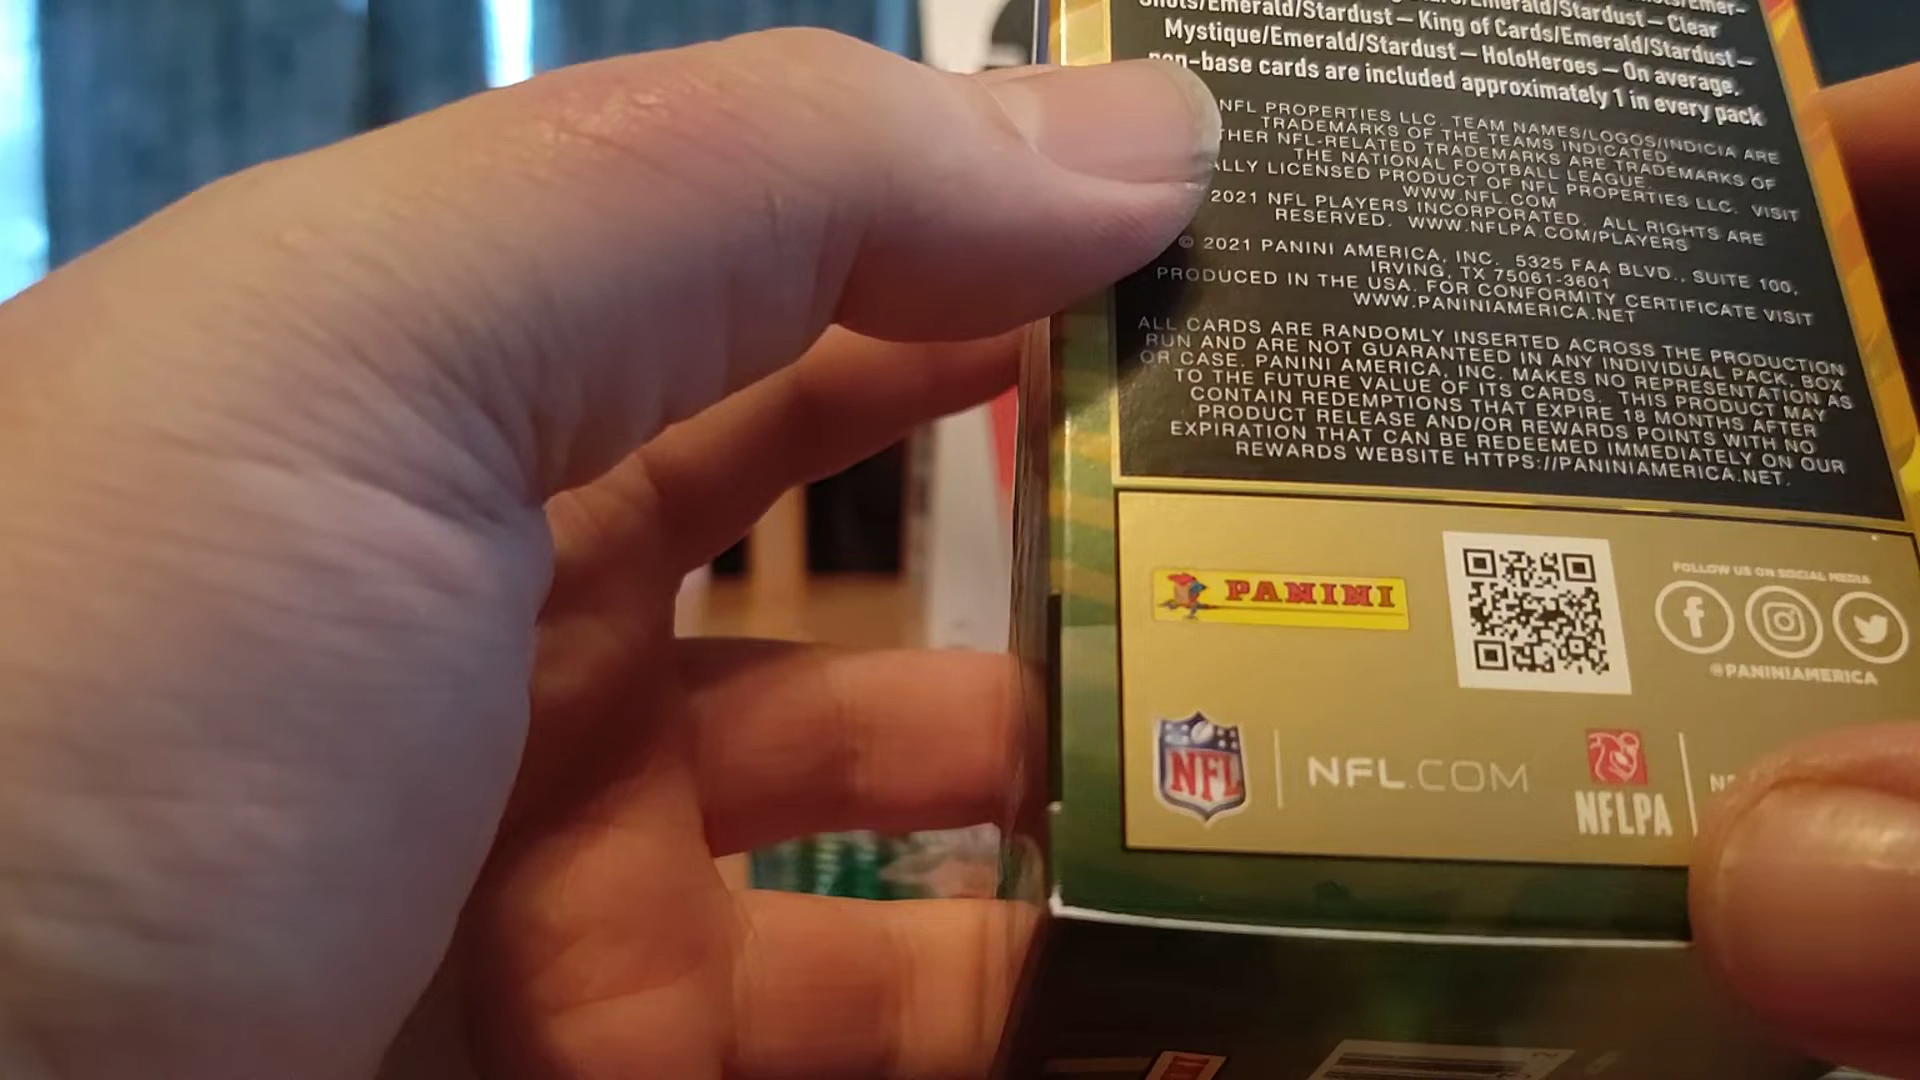 Shots/Emerald/Stardust — King of Cards/Emerald/Stardust — Clear
Mystique/Emerald/Stardust — HoloHeroes — On average,
non-base cards are included approximately 1 in every pack
NFL PROPERTIES LLC. TEAM NAMES/LOGOS/INDICIA ARE
TRADEMARKS OF THE TEAMS INDICATED.
NFL-RELATED TRADEMARKS ARE TRADEMARKS OF
THE NATIONAL FOOTBALL LEAGUE.
LICENSED PRODUCT OF NFL PROPERTIES LLC. VISIT
WWW.NFL.COM
2021 NFL PLAYERS INCORPORATED. ALL RIGHTS ARE
RESERVED. WWW.NFLPA.COM/PLAYERS
© 2021 PANINI AMERICA, INC. 5325 FAA BLVD., SUITE 100,
IRVING, TX 75061-3601
PRODUCED IN THE USA. FOR CONFORMITY CERTIFICATE VISIT
WWW.PANINIAMERICA.NET
ALL CARDS ARE RANDOMLY INSERTED ACROSS THE PRODUCTION
RUN AND ARE NOT GUARANTEED IN ANY INDIVIDUAL PACK, BOX
OR CASE. PANINI AMERICA, INC. MAKES NO REPRESENTATION AS
TO THE FUTURE VALUE OF ITS CARDS. THIS PRODUCT MAY
CONTAIN REDEMPTIONS THAT EXPIRE 18 MONTHS AFTER
PRODUCT RELEASE AND/OR REWARDS POINTS WITH NO
EXPIRATION THAT CAN BE REDEEMED IMMEDIATELY ON OUR
REWARDS WEBSITE HTTPS://PANINIAMERICA.NET.
PANINI
FOLLOW US ON SOCIAL MEDIA
@PANINIAMERICA
NFL
NFL.COM
NFLPA